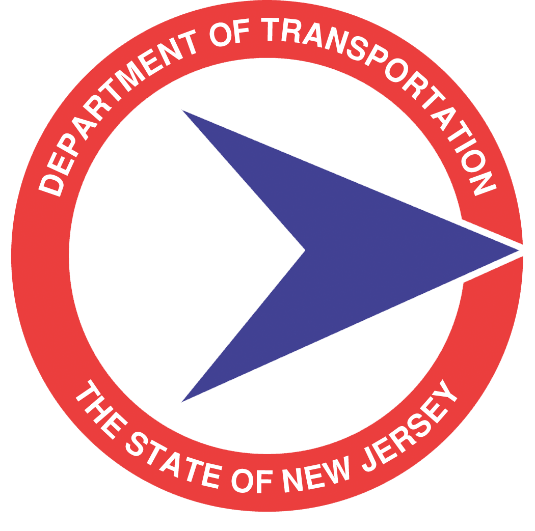 DEPARTMENT OF TRANSPORTATION
THE STATE OF NEW JERSEY